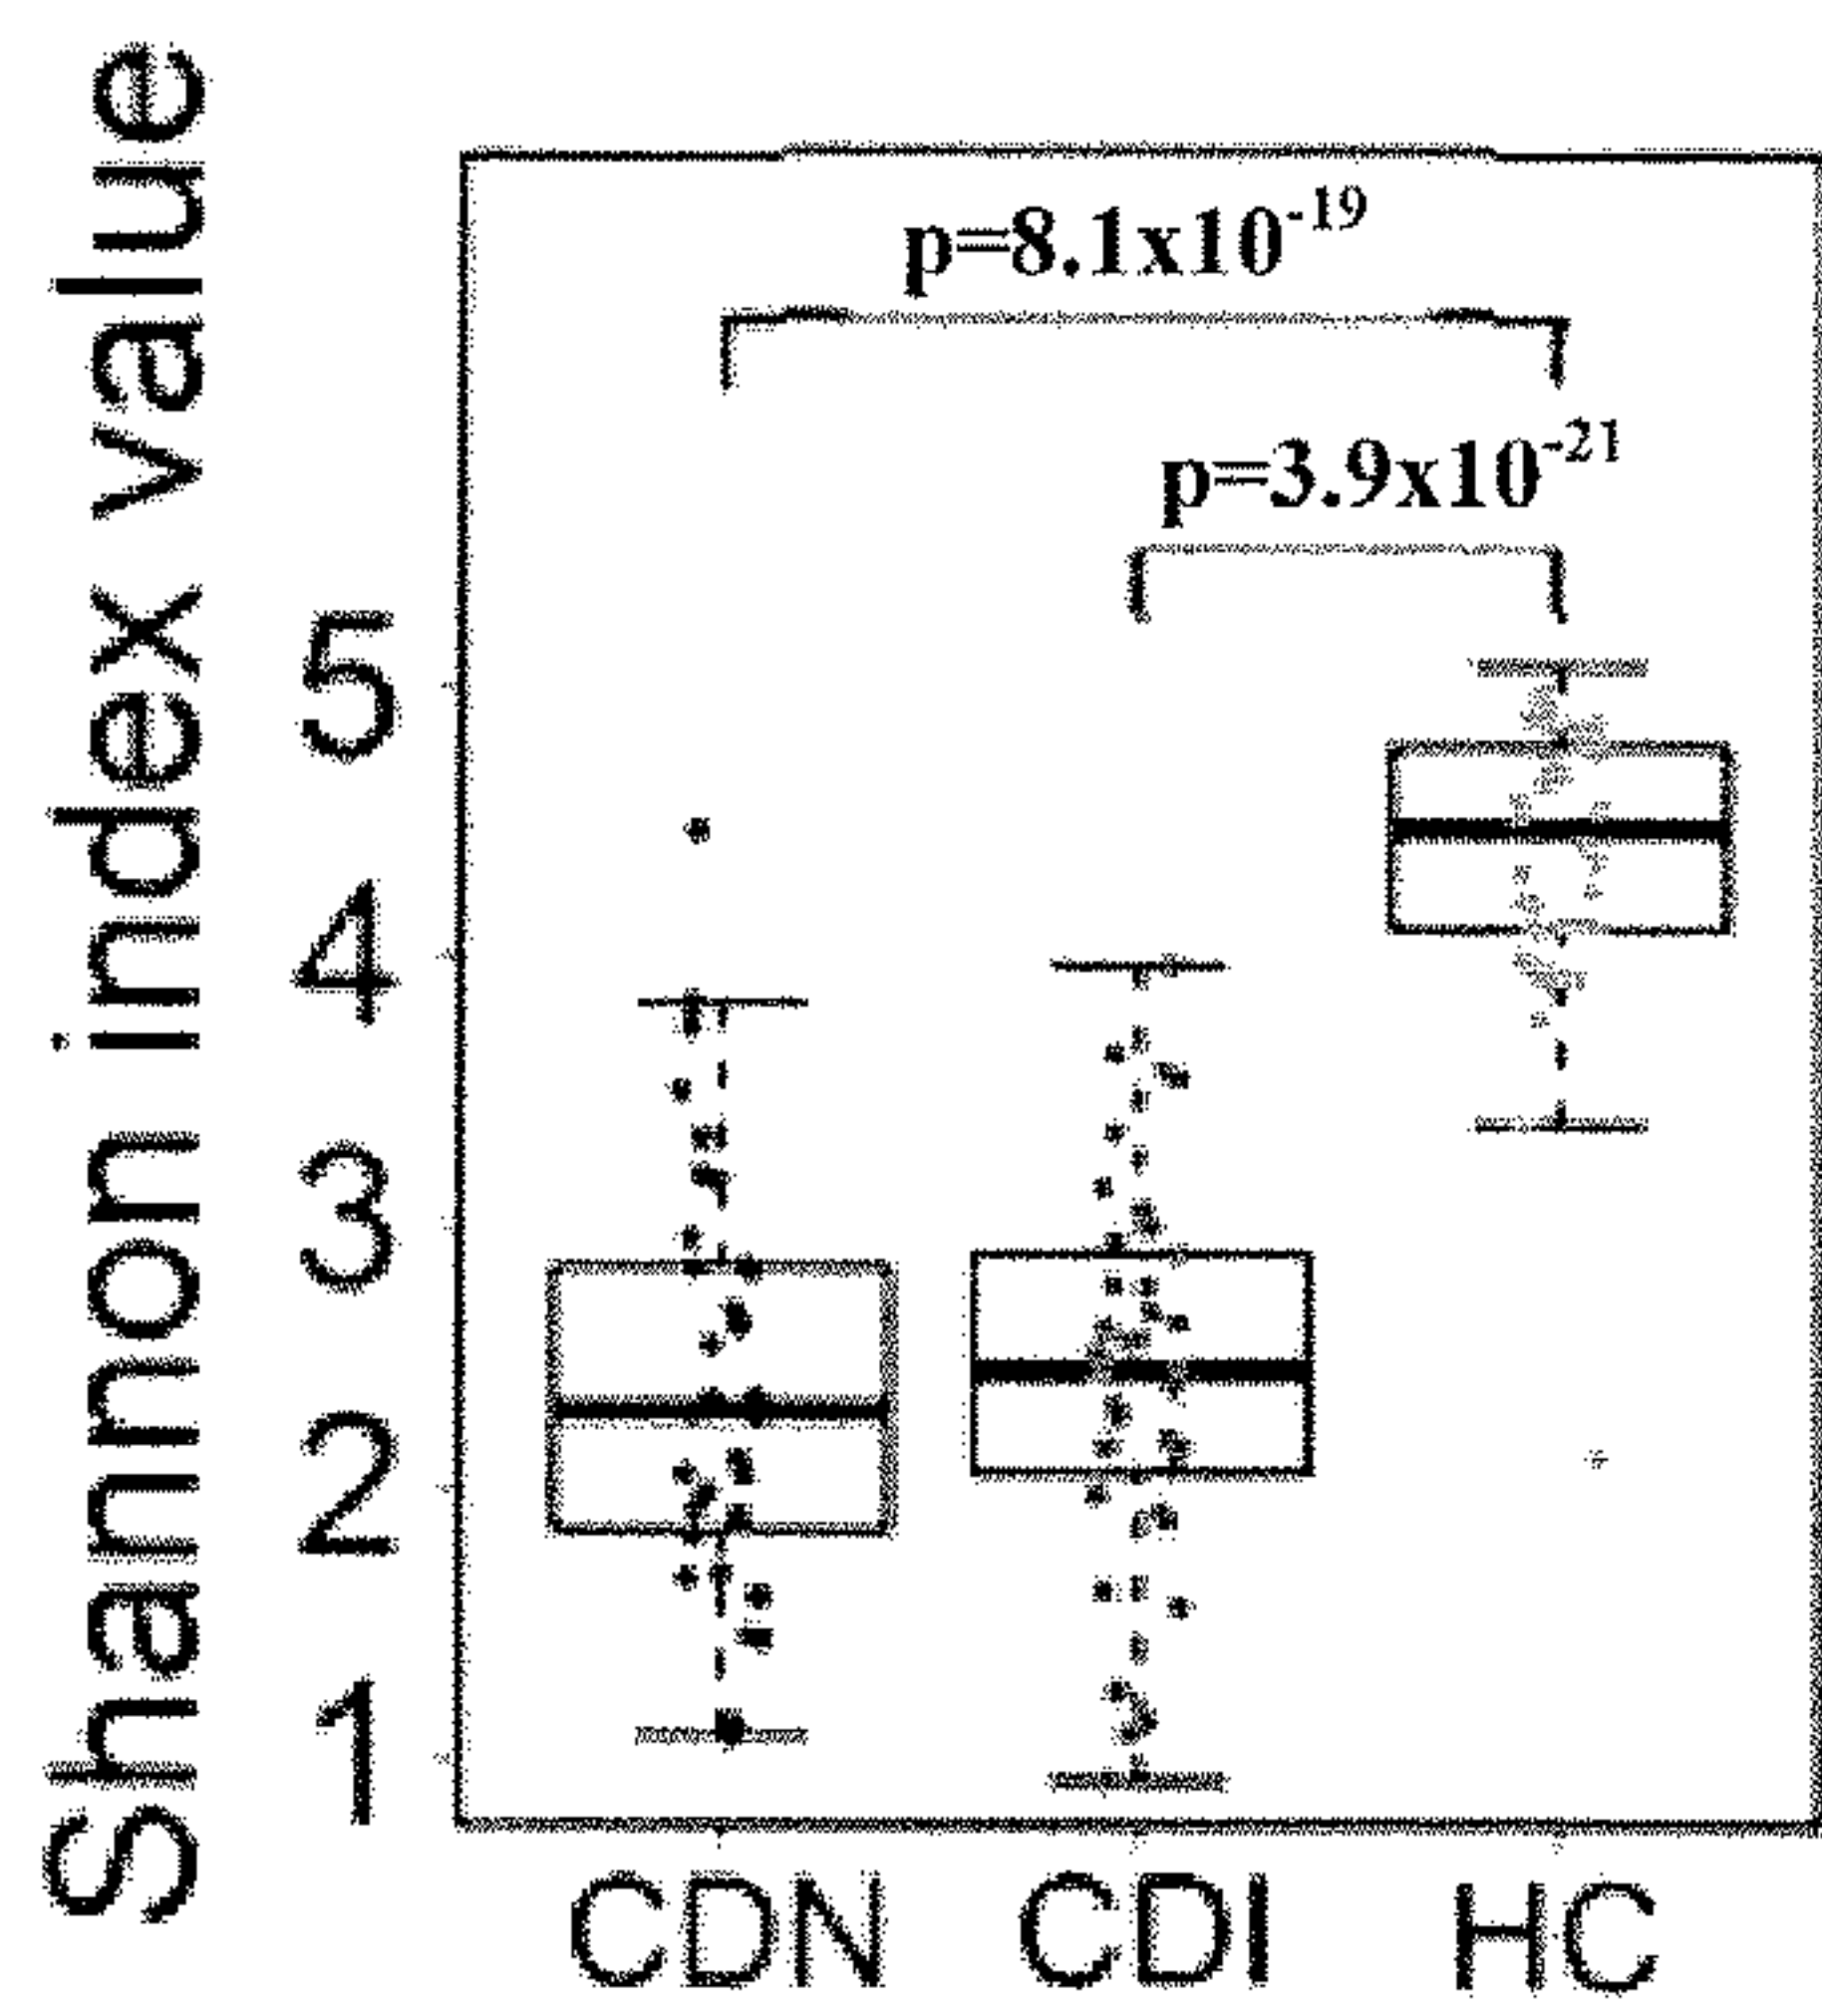 Shannon index value
p=8.1x10⁻¹⁹
p=3.9x10⁻²¹
5
4
3
2
1
CDN CDI HC